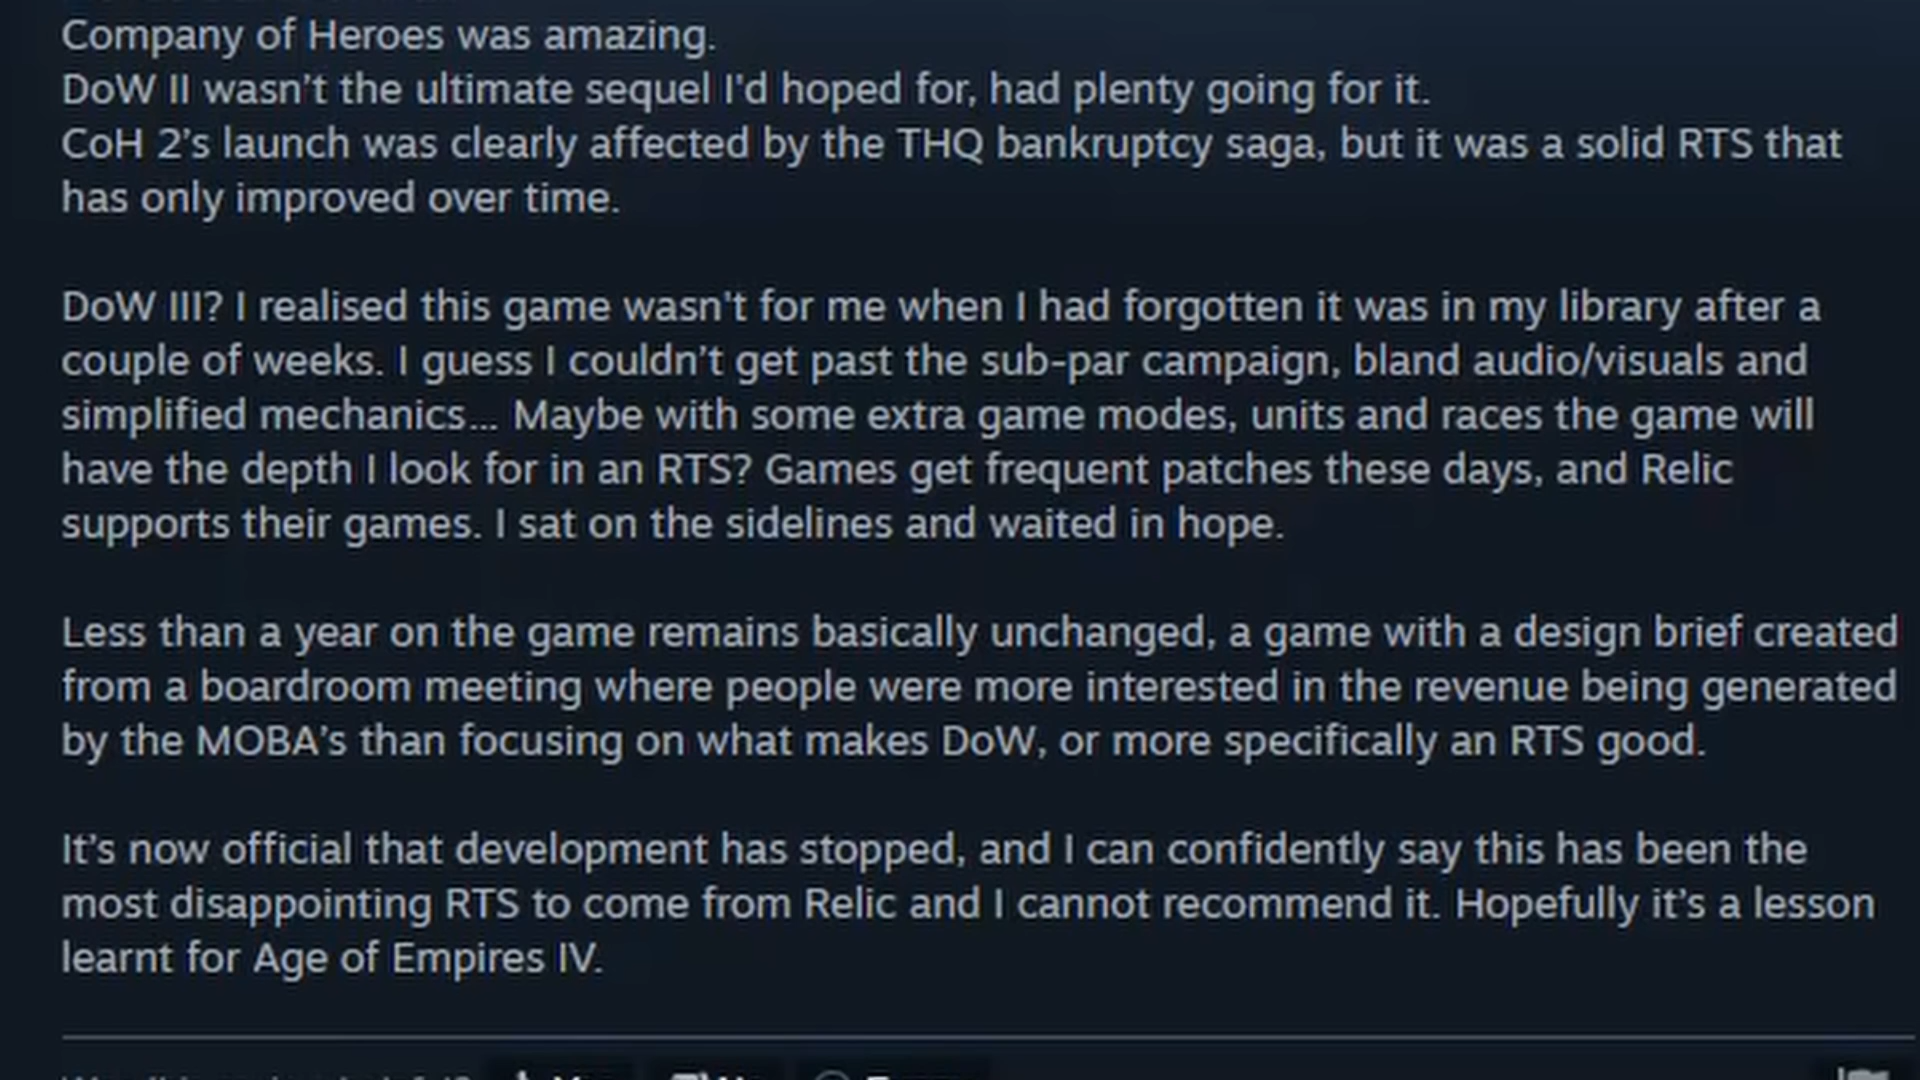 Company of Heroes was amazing.
DoW II wasn't the ultimate sequel I'd hoped for, had plenty going for it.
CoH 2's launch was clearly affected by the THQ bankruptcy saga, but it was a solid RTS that
has only improved over time.
DoW III? I realised this game wasn't for me when I had forgotten it was in my library after a
couple of weeks. I guess I couldn't get past the sub-par campaign, bland audio/visuals and
simplified mechanics... Maybe with some extra game modes, units and races the game will
have the depth I look for in an RTS? Games get frequent patches these days, and Relic
supports their games. I sat on the sidelines and waited in hope.
Less than a year on the game remains basically unchanged, a game with a design brief created
from a boardroom meeting where people were more interested in the revenue being generated
by the MOBA's than focusing on what makes DoW, or more specifically an RTS good.
It's now official that development has stopped, and I can confidently say this has been the
most disappointing RTS to come from Relic and I cannot recommend it. Hopefully it's a lesson
learnt for Age of Empires IV.